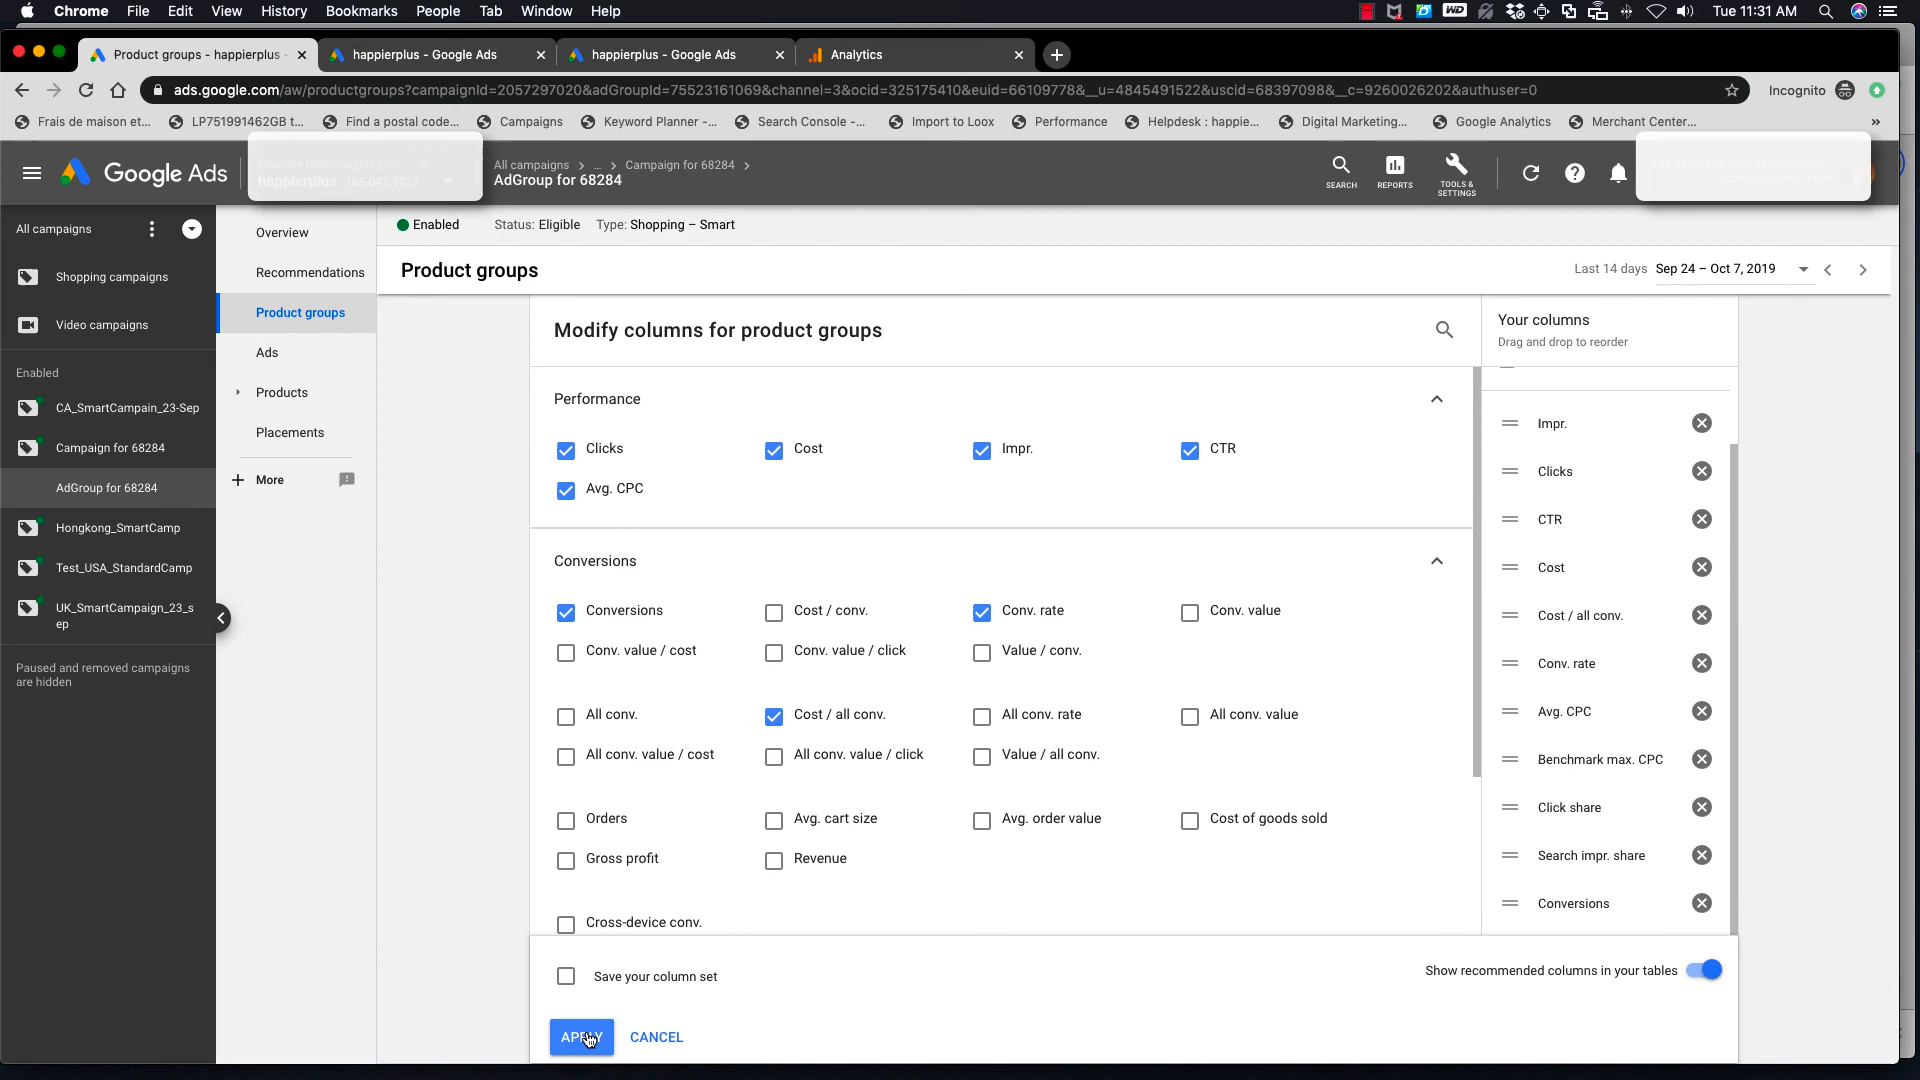 Chrome File Edit View History Bookmarks People Tab Window Help
WD
Tue 11:31 AM
Product groups - happierplus -
happierplus - Google Ads
happierplus - Google Ads
Analytics
ads.google.com/aw/productgroups?campaignId=2057297020&adGroupId=75523161069&channel=3&ocid=325175410&euid=66109778&__u=4845491522&uscid=68397098&__c=9260026202&authuser=0
Incognito
Frais de maison et...
LP751991462GB t...
Find a postal code...
Campaigns
Keyword Planner -...
Search Console -...
Import to Loox
Performance
Helpdesk : happie...
Digital Marketing...
Google Analytics
Merchant Center...
»
Google Ads
happierplus
All campaigns > ... > Campaign for 68284 >
AdGroup for 68284
SEARCH
REPORTS
TOOLS &
SETTINGS
All campaigns
Shopping campaigns
Video campaigns
Enabled
CA_SmartCampain_23-Sep
Campaign for 68284
AdGroup for 68284
Hongkong_SmartCamp
Test_USA_StandardCamp
UK_SmartCampaign_23_s
ep
Paused and removed campaigns
are hidden
Overview
Recommendations
Product groups
Ads
Products
Placements
+ More
Enabled Status: Eligible Type: Shopping – Smart
Product groups
Last 14 days Sep 24 – Oct 7, 2019
Modify columns for product groups
Performance
Clicks Cost Impr. CTR
Avg. CPC
Conversions
Conversions Cost / conv. Conv. rate Conv. value
Conv. value / cost Conv. value / click Value / conv.
All conv. Cost / all conv. All conv. rate All conv. value
All conv. value / cost All conv. value / click Value / all conv.
Orders Avg. cart size Avg. order value Cost of goods sold
Gross profit Revenue
Cross-device conv.
Your columns
Drag and drop to reorder
Impr.
Clicks
CTR
Cost
Cost / all conv.
Conv. rate
Avg. CPC
Benchmark max. CPC
Click share
Search impr. share
Conversions
Save your column set
Show recommended columns in your tables
APPLY CANCEL